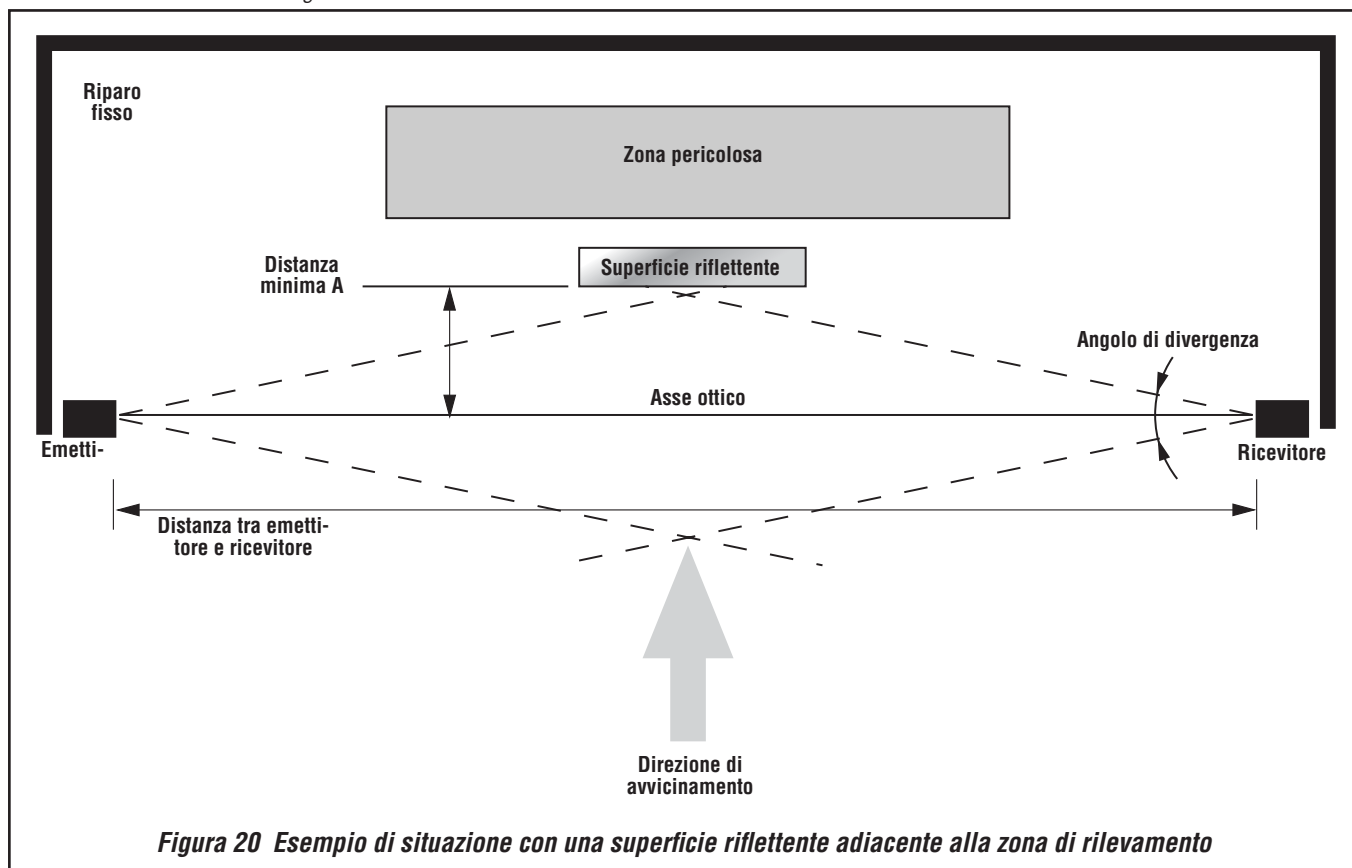 Riparo
fisso
Zona pericolosa
Distanza
minima A
Superficie riflettente
Angolo di divergenza
Asse ottico
Emetti-
Ricevitore
Distanza tra emetti-
tore e ricevitore
Direzione di
avvicinamento
Figura 20 Esempio di situazione con una superficie riflettente adiacente alla zona di rilevamento